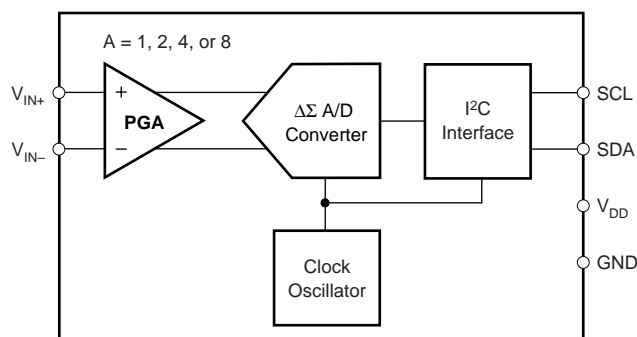 A = 1, 2, 4, or 8
V_IN+
+
PGA
V_IN–
–
ΔΣ A/D
Converter
I²C
Interface
SCL
SDA
V_DD
GND
Clock
Oscillator